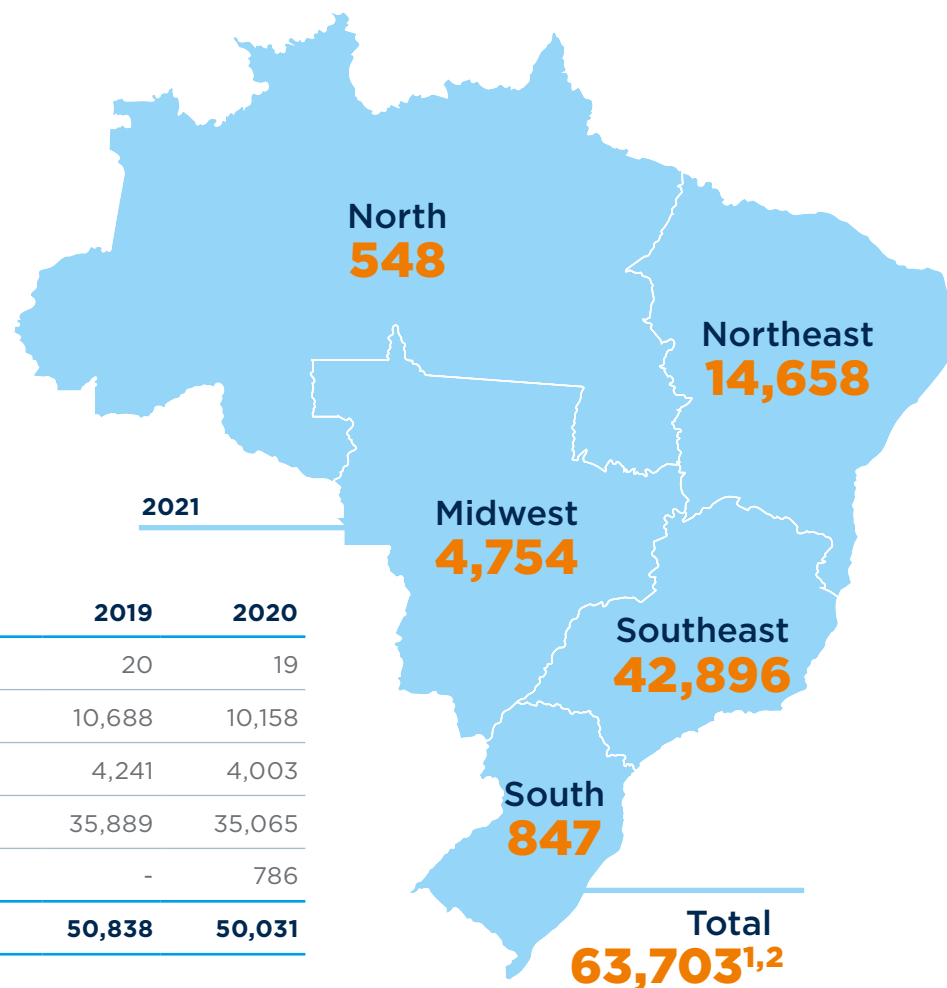 North
548
Northeast
14,658
2021
Midwest
4,754
Southeast
42,896
South
847
Total
63,703¹,²
2019 2020
20 19
10,688 10,158
4,241 4,003
35,889 35,065
- 786
50,838 50,031